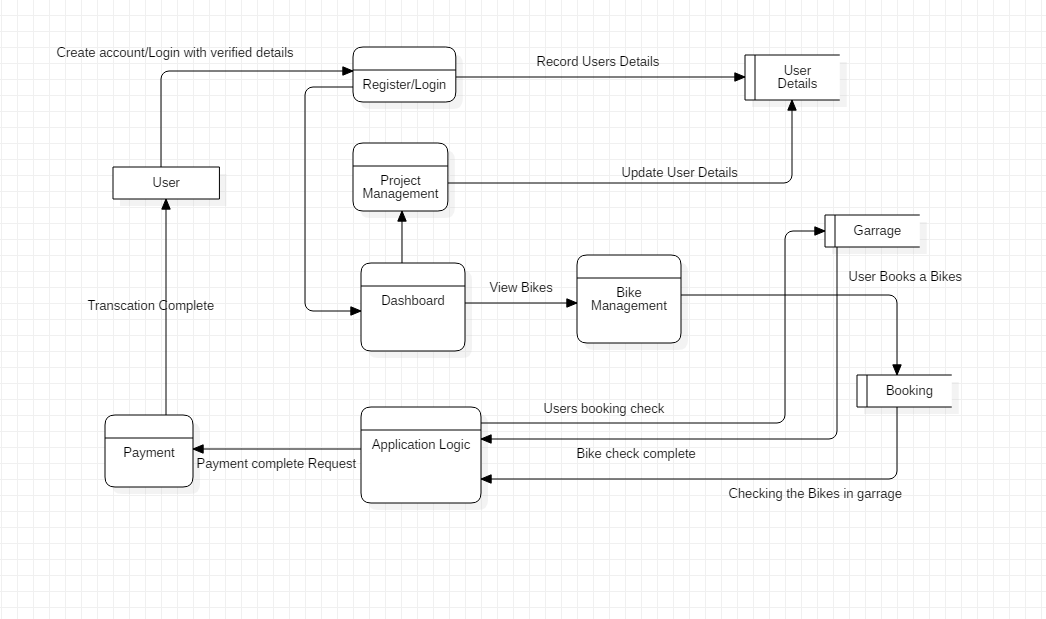 Create account/Login with verified details
Register/Login
Record Users Details
User
Details
User
Project
Management
Update User Details
Garrage
User Books a Bikes
Dashboard
View Bikes
Bike
Management
Transcation Complete
Booking
Users booking check
Payment
Application Logic
Bike check complete
Payment complete Request
Checking the Bikes in garrage